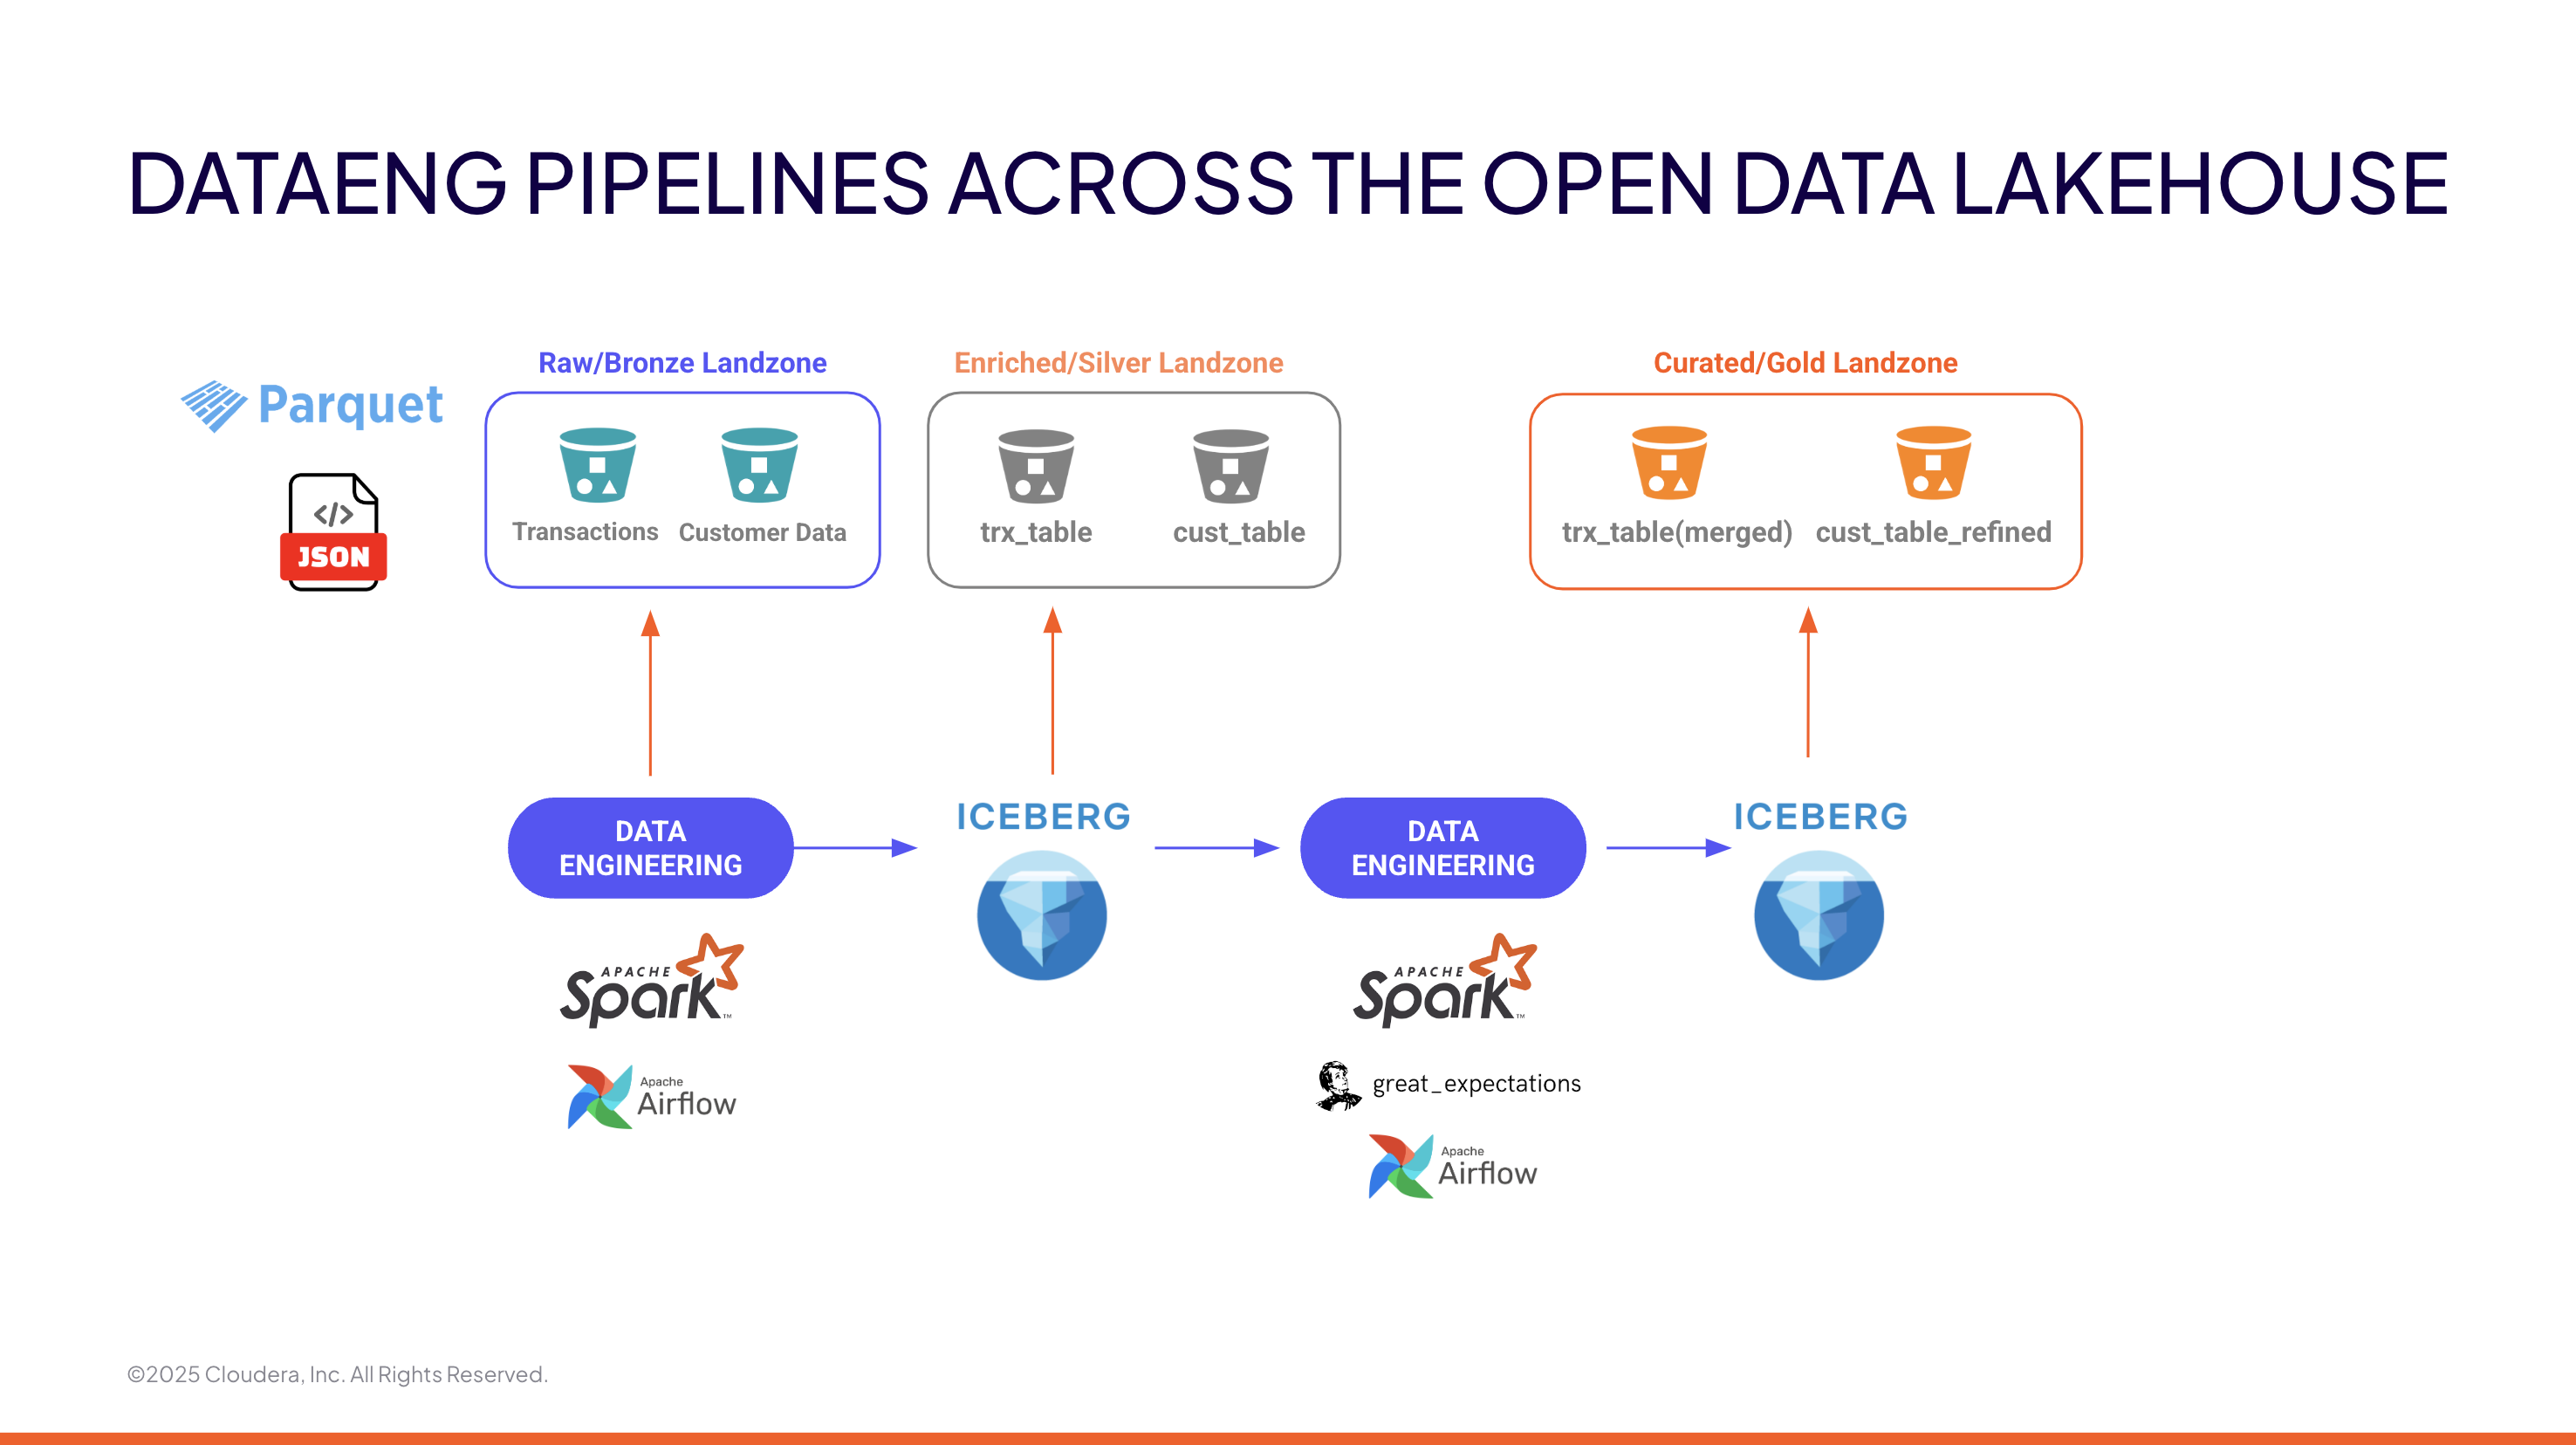 DATAENG PIPELINES ACROSS THE OPEN DATA LAKEHOUSE
Parquet
</>
JSON
Raw/Bronze Landzone
Transactions
Customer Data
Enriched/Silver Landzone
trx_table
cust_table
Curated/Gold Landzone
trx_table(merged)
cust_table_refined
DATA
ENGINEERING
APACHE
Spark™
Apache
Airflow
ICEBERG
DATA
ENGINEERING
APACHE
Spark™
great_expectations
Apache
Airflow
ICEBERG
©2025 Cloudera, Inc. All Rights Reserved.